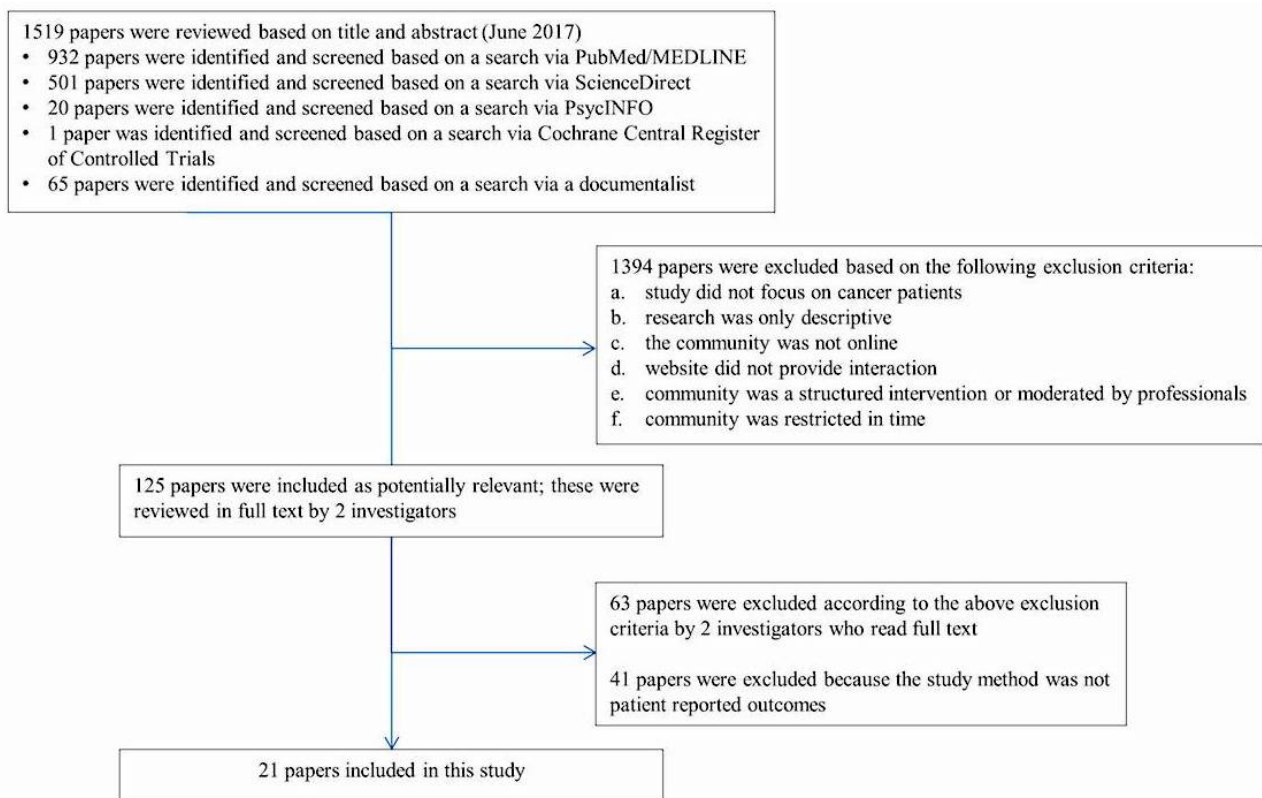 1519 papers were reviewed based on title and abstract (June 2017)
• 932 papers were identified and screened based on a search via PubMed/MEDLINE
• 501 papers were identified and screened based on a search via ScienceDirect
• 20 papers were identified and screened based on a search via PsycINFO
• 1 paper was identified and screened based on a search via Cochrane Central Register
of Controlled Trials
• 65 papers were identified and screened based on a search via a documentalist
1394 papers were excluded based on the following exclusion criteria:
a. study did not focus on cancer patients
b. research was only descriptive
c. the community was not online
d. website did not provide interaction
e. community was a structured intervention or moderated by professionals
f. community was restricted in time
125 papers were included as potentially relevant; these were
reviewed in full text by 2 investigators
63 papers were excluded according to the above exclusion
criteria by 2 investigators who read full text
41 papers were excluded because the study method was not
patient reported outcomes
21 papers included in this study